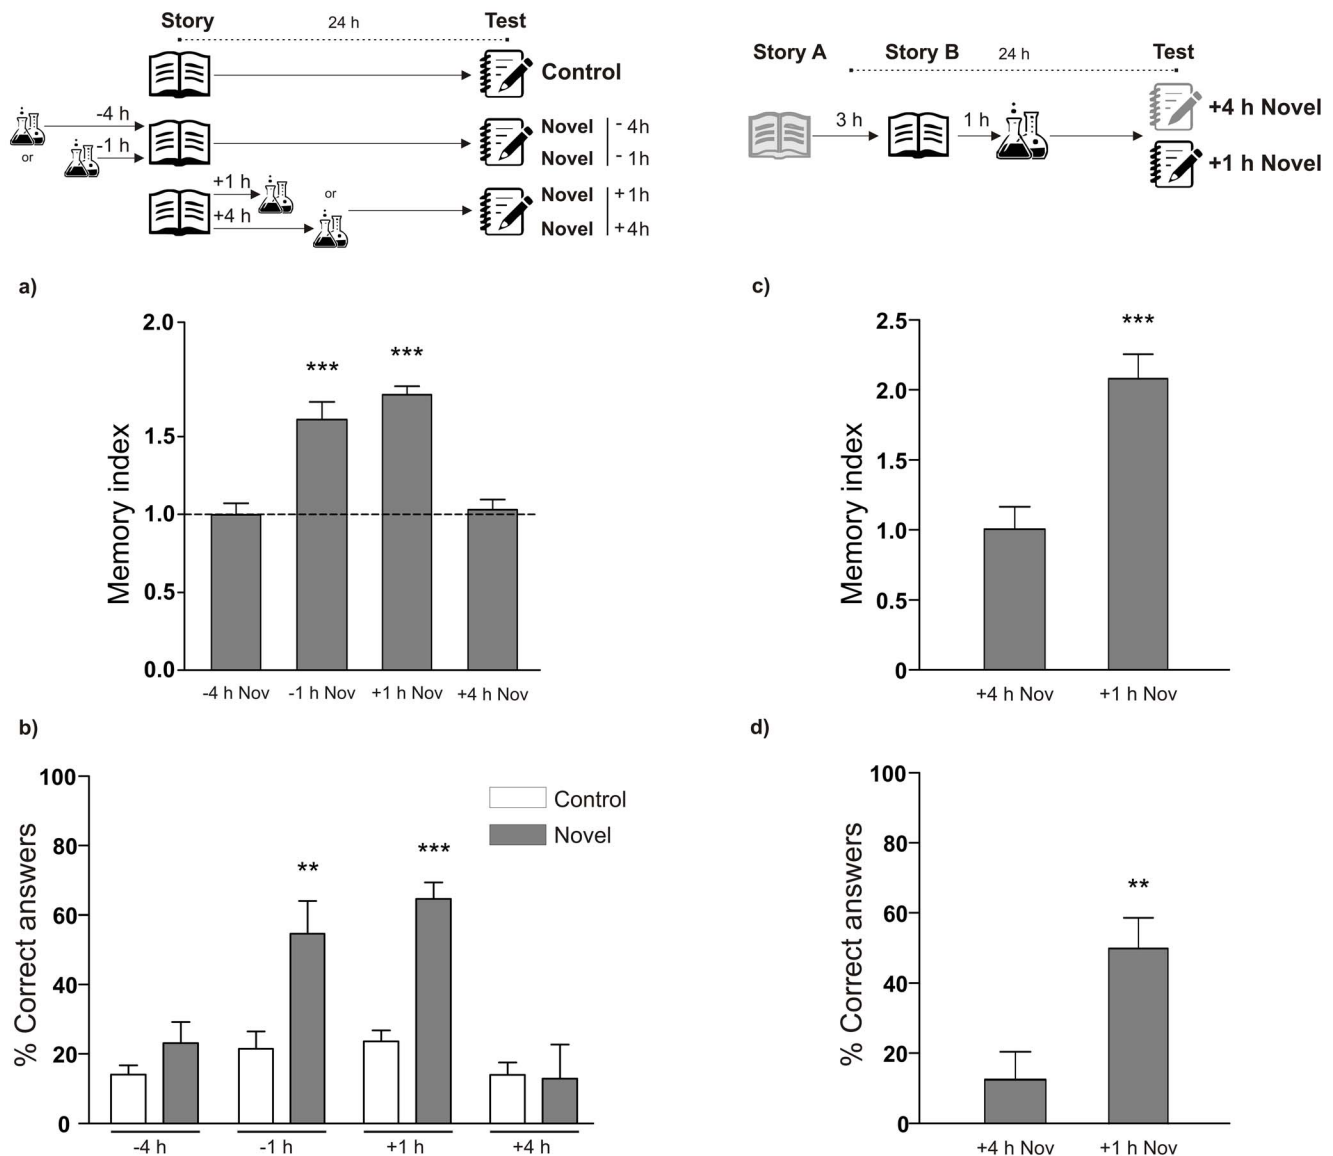 Story 24 h Test
Control
-4 h
or
-1 h
Novel - 4h
Novel - 1h
+1 h
or
+4 h
Novel +1h
Novel +4h
Story A Story B 24 h Test
3 h 1 h
+4 h Novel
+1 h Novel
a)
Memory index
2.0
1.5
1.0
0.5
0.0
***
***
-4 h Nov -1 h Nov +1 h Nov +4 h Nov
c)
Memory index
2.5
2.0
1.5
1.0
0.5
0
***
+4 h Nov +1 h Nov
b)
% Correct answers
100
80
60
40
20
0
**
***
Control
Novel
-4 h -1 h +1 h +4 h
d)
% Correct answers
100
80
60
40
20
0
**
+4 h Nov +1 h Nov